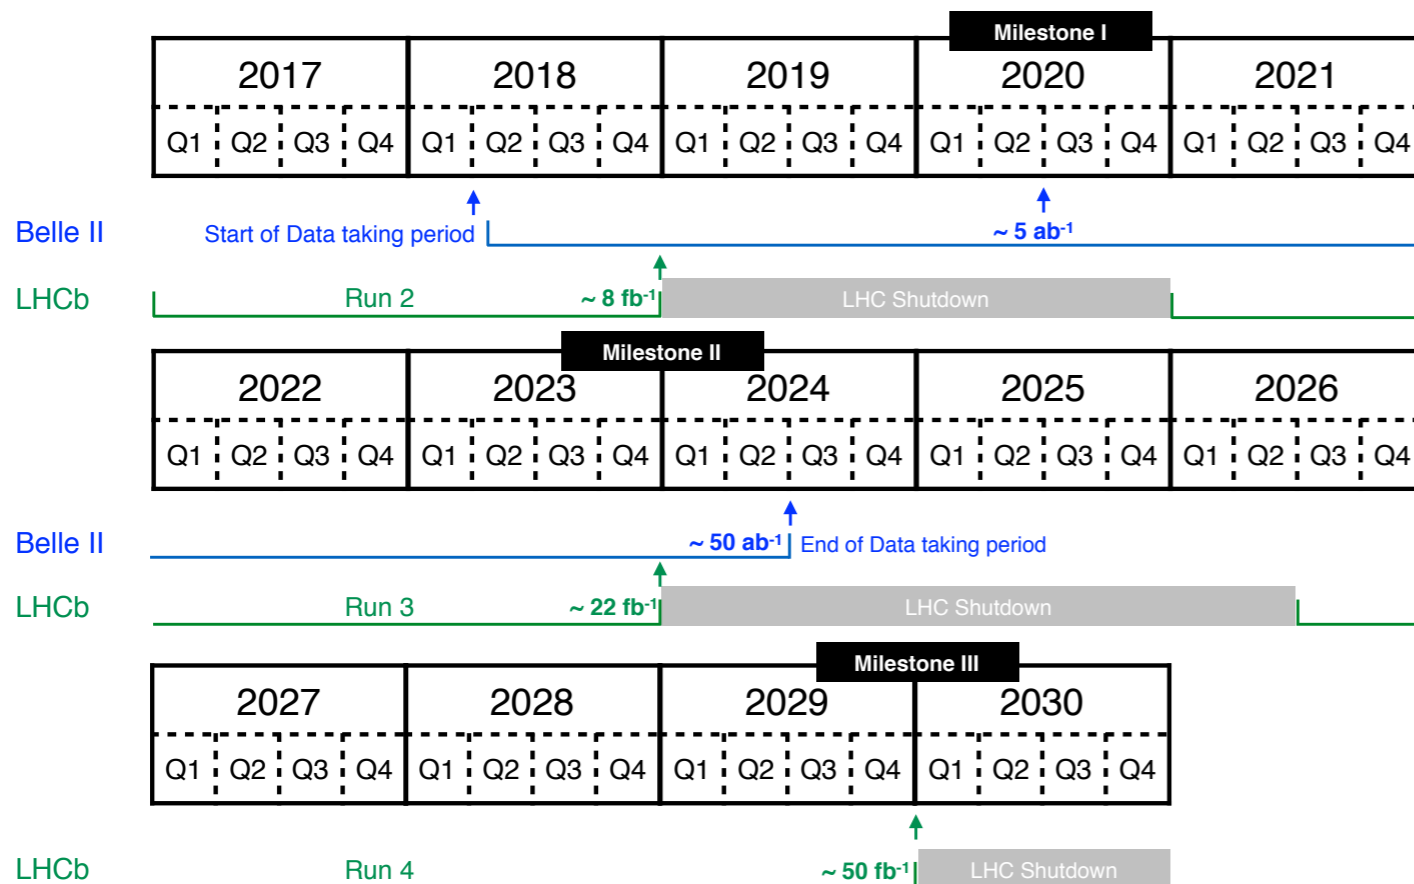 Milestone I
2017 2018 2019 2020 2021
Q1 Q2 Q3 Q4 Q1 Q2 Q3 Q4 Q1 Q2 Q3 Q4 Q1 Q2 Q3 Q4 Q1 Q2 Q3 Q4
Belle II Start of Data taking period ~ 5 ab-1
LHCb Run 2 ~ 8 fb-1 LHC Shutdown
Milestone II
2022 2023 2024 2025 2026
Q1 Q2 Q3 Q4 Q1 Q2 Q3 Q4 Q1 Q2 Q3 Q4 Q1 Q2 Q3 Q4 Q1 Q2 Q3 Q4
Belle II ~ 50 ab-1 End of Data taking period
LHCb Run 3 ~ 22 fb-1 LHC Shutdown
Milestone III
2027 2028 2029 2030
Q1 Q2 Q3 Q4 Q1 Q2 Q3 Q4 Q1 Q2 Q3 Q4 Q1 Q2 Q3 Q4
LHCb Run 4 ~ 50 fb-1 LHC Shutdown